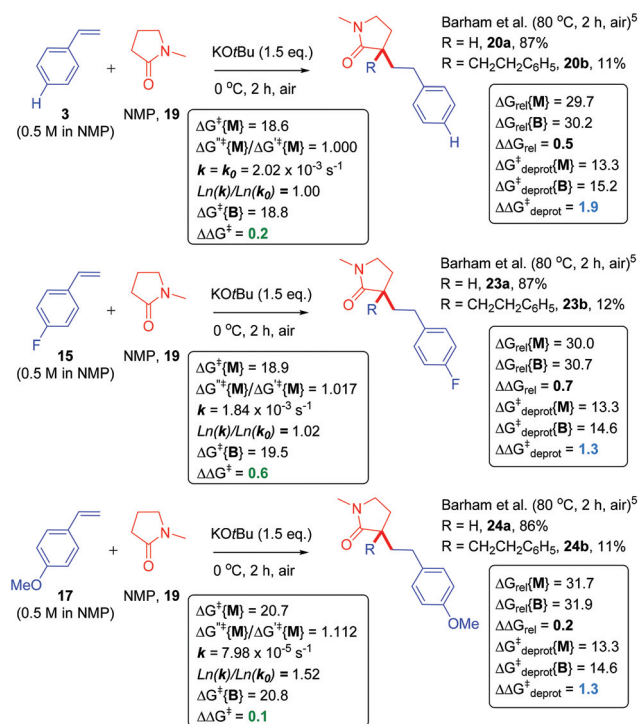 Barham et al. (80 °C, 2 h, air)⁵
R = H, 20a, 87%
R = CH₂CH₂C₆H₅, 20b, 11%
N
O
R
H
H
+
N
O
KOtBu (1.5 eq.)
0 °C, 2 h, air
3
(0.5 M in NMP)
NMP, 19
ΔG‡{M} = 18.6
ΔG"‡{M}/ΔG'‡{M} = 1.000
k = k₀ = 2.02 x 10⁻³ s⁻¹
Ln(k)/Ln(k₀) = 1.00
ΔG‡{B} = 18.8
ΔΔG‡ = 0.2
ΔGrel{M} = 29.7
ΔGrel{B} = 30.2
ΔΔGrel = 0.5
ΔG‡deprot{M} = 13.3
ΔG‡deprot{B} = 15.2
ΔΔG‡deprot = 1.9
Barham et al. (80 °C, 2 h, air)⁵
R = H, 23a, 87%
R = CH₂CH₂C₆H₅, 23b, 12%
N
O
R
F
F
+
N
O
KOtBu (1.5 eq.)
0 °C, 2 h, air
15
(0.5 M in NMP)
NMP, 19
ΔG‡{M} = 18.9
ΔG"‡{M}/ΔG'‡{M} = 1.017
k = 1.84 x 10⁻³ s⁻¹
Ln(k)/Ln(k₀) = 1.02
ΔG‡{B} = 19.5
ΔΔG‡ = 0.6
ΔGrel{M} = 30.0
ΔGrel{B} = 30.7
ΔΔGrel = 0.7
ΔG‡deprot{M} = 13.3
ΔG‡deprot{B} = 14.6
ΔΔG‡deprot = 1.3
Barham et al. (80 °C, 2 h, air)⁵
R = H, 24a, 86%
R = CH₂CH₂C₆H₅, 24b, 11%
N
O
R
OMe
MeO
+
N
O
KOtBu (1.5 eq.)
0 °C, 2 h, air
17
(0.5 M in NMP)
NMP, 19
ΔG‡{M} = 20.7
ΔG"‡{M}/ΔG'‡{M} = 1.112
k = 7.98 x 10⁻⁵ s⁻¹
Ln(k)/Ln(k₀) = 1.52
ΔG‡{B} = 20.8
ΔΔG‡ = 0.1
ΔGrel{M} = 31.7
ΔGrel{B} = 31.9
ΔΔGrel = 0.2
ΔG‡deprot{M} = 13.3
ΔG‡deprot{B} = 14.6
ΔΔG‡deprot = 1.3